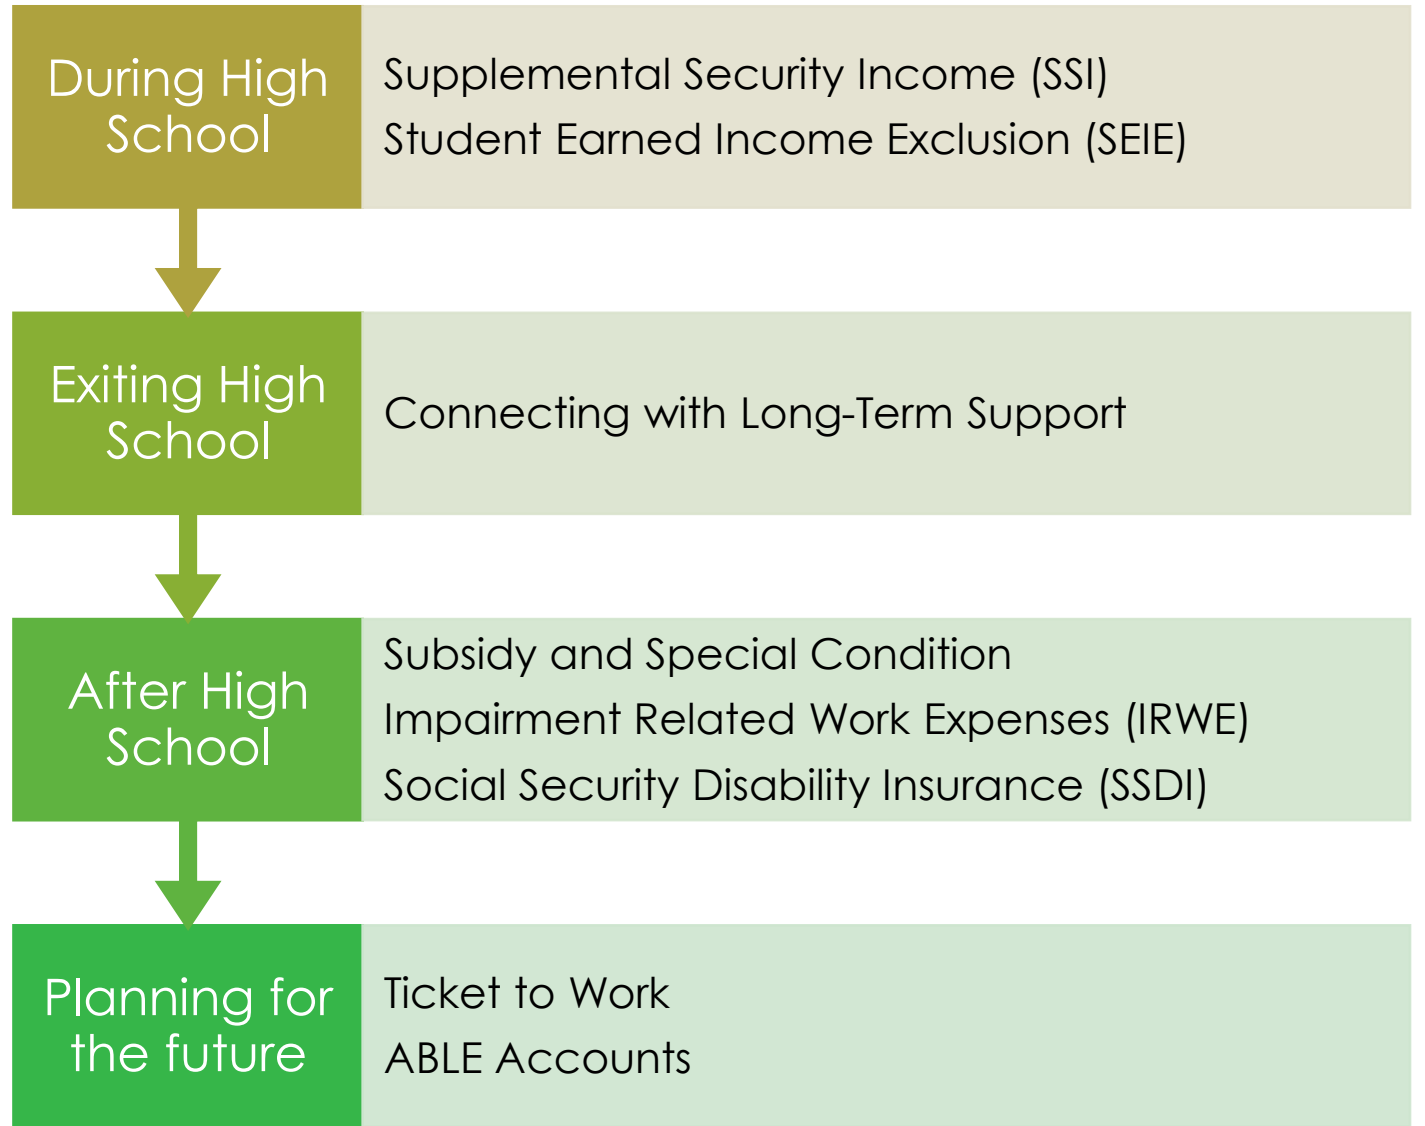 During High
School
Supplemental Security Income (SSI)
Student Earned Income Exclusion (SEIE)
Exiting High
School
Connecting with Long-Term Support
After High
School
Subsidy and Special Condition
Impairment Related Work Expenses (IRWE)
Social Security Disability Insurance (SSDI)
Planning for
the future
Ticket to Work
ABLE Accounts